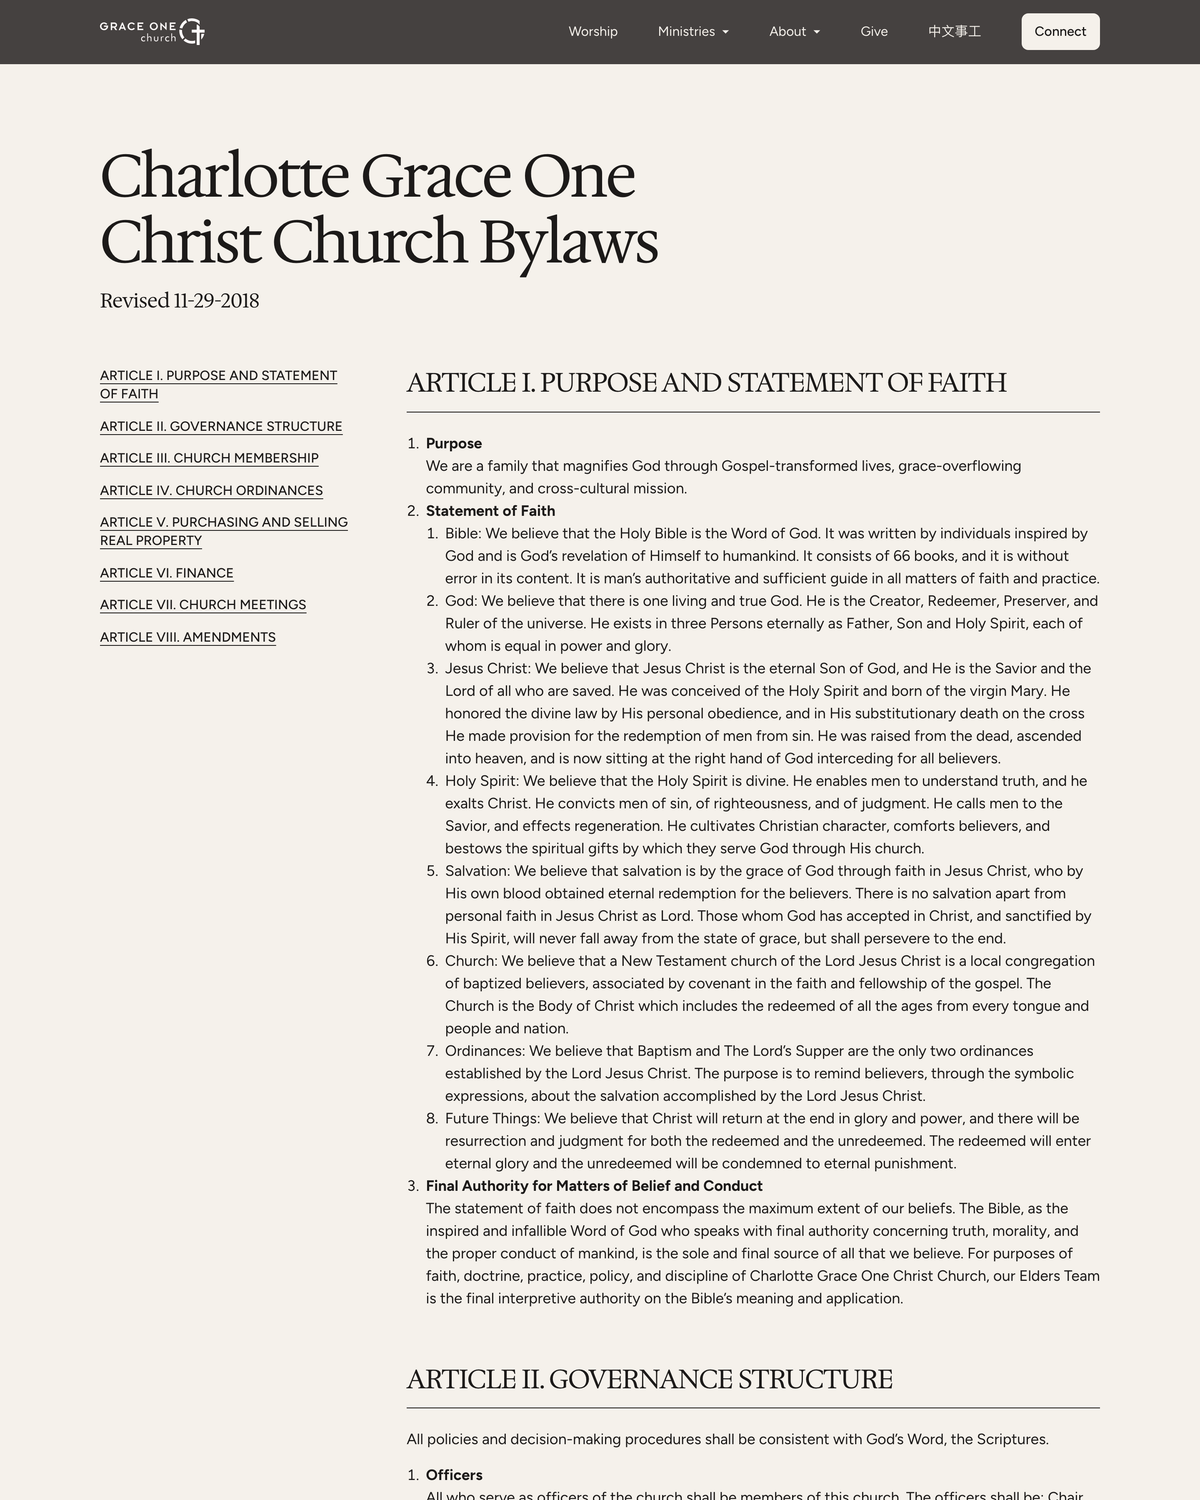 GRACE ONE
church
Worship
Ministries
About
Give
中文事工
Connect
Charlotte Grace One
Christ Church Bylaws
Revised 11-29-2018
ARTICLE I. PURPOSE AND STATEMENT
OF FAITH
ARTICLE II. GOVERNANCE STRUCTURE
ARTICLE III. CHURCH MEMBERSHIP
ARTICLE IV. CHURCH ORDINANCES
ARTICLE V. PURCHASING AND SELLING
REAL PROPERTY
ARTICLE VI. FINANCE
ARTICLE VII. CHURCH MEETINGS
ARTICLE VIII. AMENDMENTS
ARTICLE I. PURPOSE AND STATEMENT OF FAITH
1. Purpose
We are a family that magnifies God through Gospel-transformed lives, grace-overflowing
community, and cross-cultural mission.
2. Statement of Faith
1. Bible: We believe that the Holy Bible is the Word of God. It was written by individuals inspired by
God and is God’s revelation of Himself to humankind. It consists of 66 books, and it is without
error in its content. It is man’s authoritative and sufficient guide in all matters of faith and practice.
2. God: We believe that there is one living and true God. He is the Creator, Redeemer, Preserver, and
Ruler of the universe. He exists in three Persons eternally as Father, Son and Holy Spirit, each of
whom is equal in power and glory.
3. Jesus Christ: We believe that Jesus Christ is the eternal Son of God, and He is the Savior and the
Lord of all who are saved. He was conceived of the Holy Spirit and born of the virgin Mary. He
honored the divine law by His personal obedience, and in His substitutionary death on the cross
He made provision for the redemption of men from sin. He was raised from the dead, ascended
into heaven, and is now sitting at the right hand of God interceding for all believers.
4. Holy Spirit: We believe that the Holy Spirit is divine. He enables men to understand truth, and he
exalts Christ. He convicts men of sin, of righteousness, and of judgment. He calls men to the
Savior, and effects regeneration. He cultivates Christian character, comforts believers, and
bestows the spiritual gifts by which they serve God through His church.
5. Salvation: We believe that salvation is by the grace of God through faith in Jesus Christ, who by
His own blood obtained eternal redemption for the believers. There is no salvation apart from
personal faith in Jesus Christ as Lord. Those whom God has accepted in Christ, and sanctified by
His Spirit, will never fall away from the state of grace, but shall persevere to the end.
6. Church: We believe that a New Testament church of the Lord Jesus Christ is a local congregation
of baptized believers, associated by covenant in the faith and fellowship of the gospel. The
Church is the Body of Christ which includes the redeemed of all the ages from every tongue and
people and nation.
7. Ordinances: We believe that Baptism and The Lord’s Supper are the only two ordinances
established by the Lord Jesus Christ. The purpose is to remind believers, through the symbolic
expressions, about the salvation accomplished by the Lord Jesus Christ.
8. Future Things: We believe that Christ will return at the end in glory and power, and there will be
resurrection and judgment for both the redeemed and the unredeemed. The redeemed will enter
eternal glory and the unredeemed will be condemned to eternal punishment.
3. Final Authority for Matters of Belief and Conduct
The statement of faith does not encompass the maximum extent of our beliefs. The Bible, as the
inspired and infallible Word of God who speaks with final authority concerning truth, morality, and
the proper conduct of mankind, is the sole and final source of all that we believe. For purposes of
faith, doctrine, practice, policy, and discipline of Charlotte Grace One Christ Church, our Elders Team
is the final interpretive authority on the Bible’s meaning and application.
ARTICLE II. GOVERNANCE STRUCTURE
All policies and decision-making procedures shall be consistent with God’s Word, the Scriptures.
1. Officers
All who serve as officers of the church shall be members of this church. The officers shall be: Chair